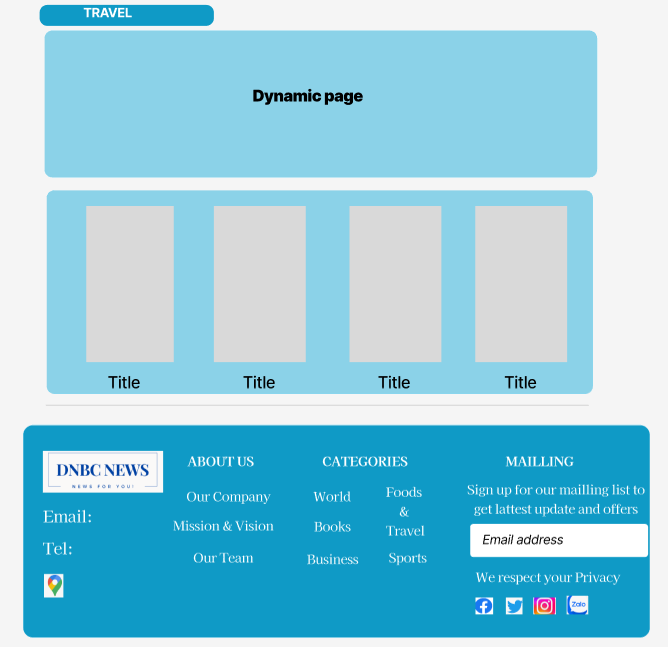 TRAVEL
Dynamic page
Title
Title
Title
Title
DNBC NEWS
NEWS FOR YOU!
Email:
Tel:
ABOUT US
Our Company
Mission & Vision
Our Team
CATEGORIES
World
Books
Business
Foods
&
Travel
Sports
MAILLING
Sign up for our mailling list to
get lattest update and offers
Email address
We respect your Privacy
Zalo